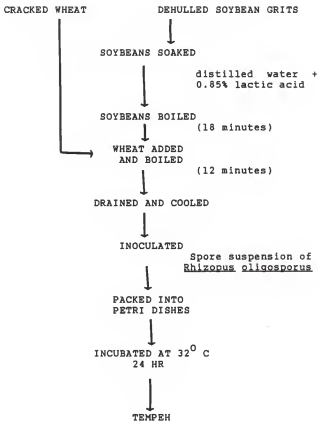 CRACKED WHEAT DEHULLED SOYBEAN GRITS
SOYBEANS SOAKED
distilled water +
0.85% lactic acid
SOYBEANS BOILED
(18 minutes)
WHEAT ADDED
AND BOILED
(12 minutes)
DRAINED AND COOLED
INOCULATED
Spore suspension of
Rhizopus oligosporus
PACKED INTO
PETRI DISHES
INCUBATED AT 32⁰ C
24 HR
TEMPEH